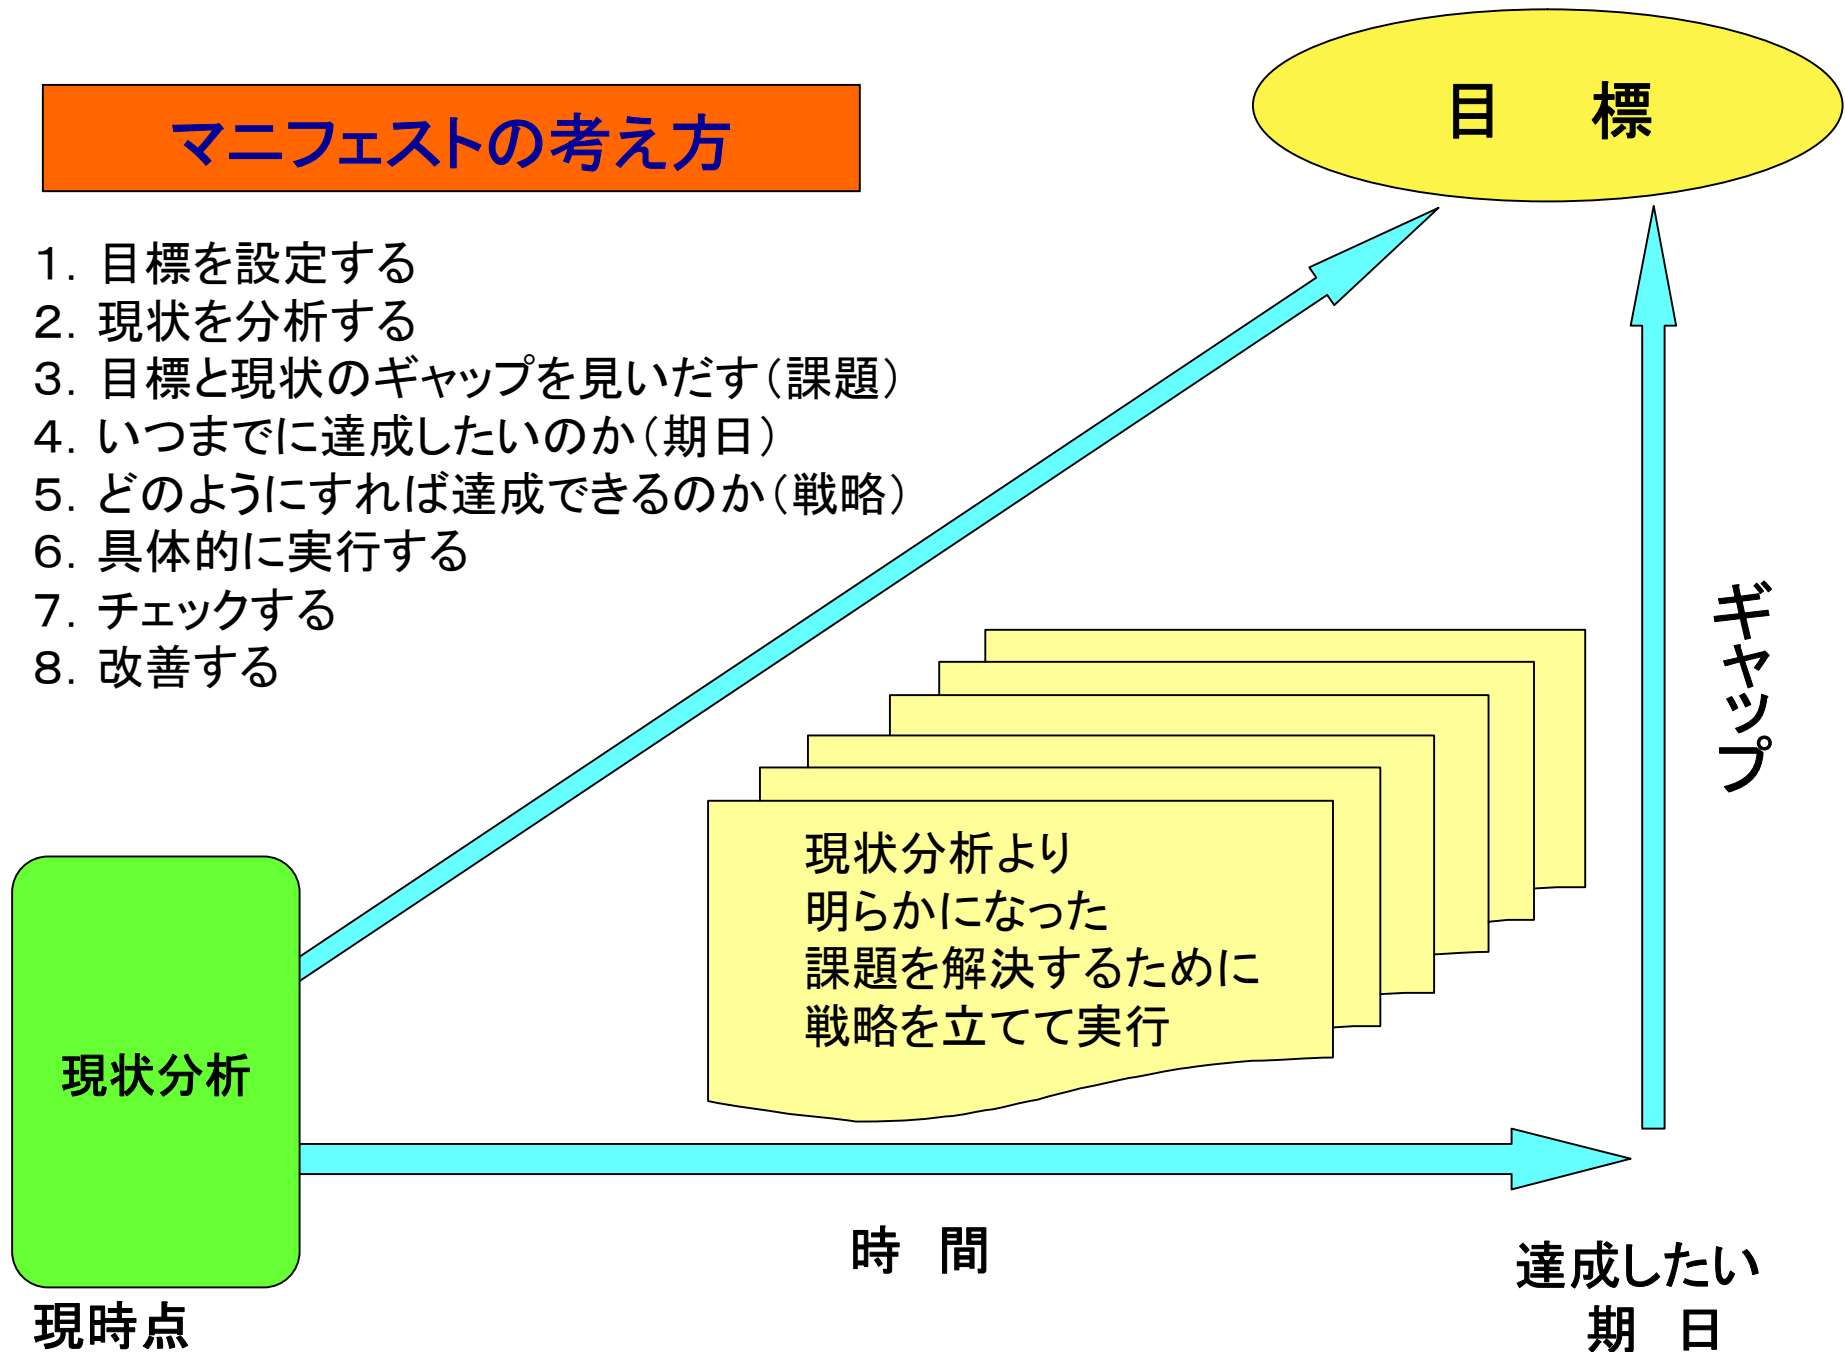 マニフェストの考え方
目　標
１．目標を設定する
２．現状を分析する
３．目標と現状のギャップを見いだす（課題）
４．いつまでに達成したいのか（期日）
５．どのようにすれば達成できるのか（戦略）
６．具体的に実行する
７．チェックする
８．改善する
ギャップ
現状分析より
明らかになった
課題を解決するために
戦略を立てて実行
現状分析
時　間
現時点
達成したい
期　日